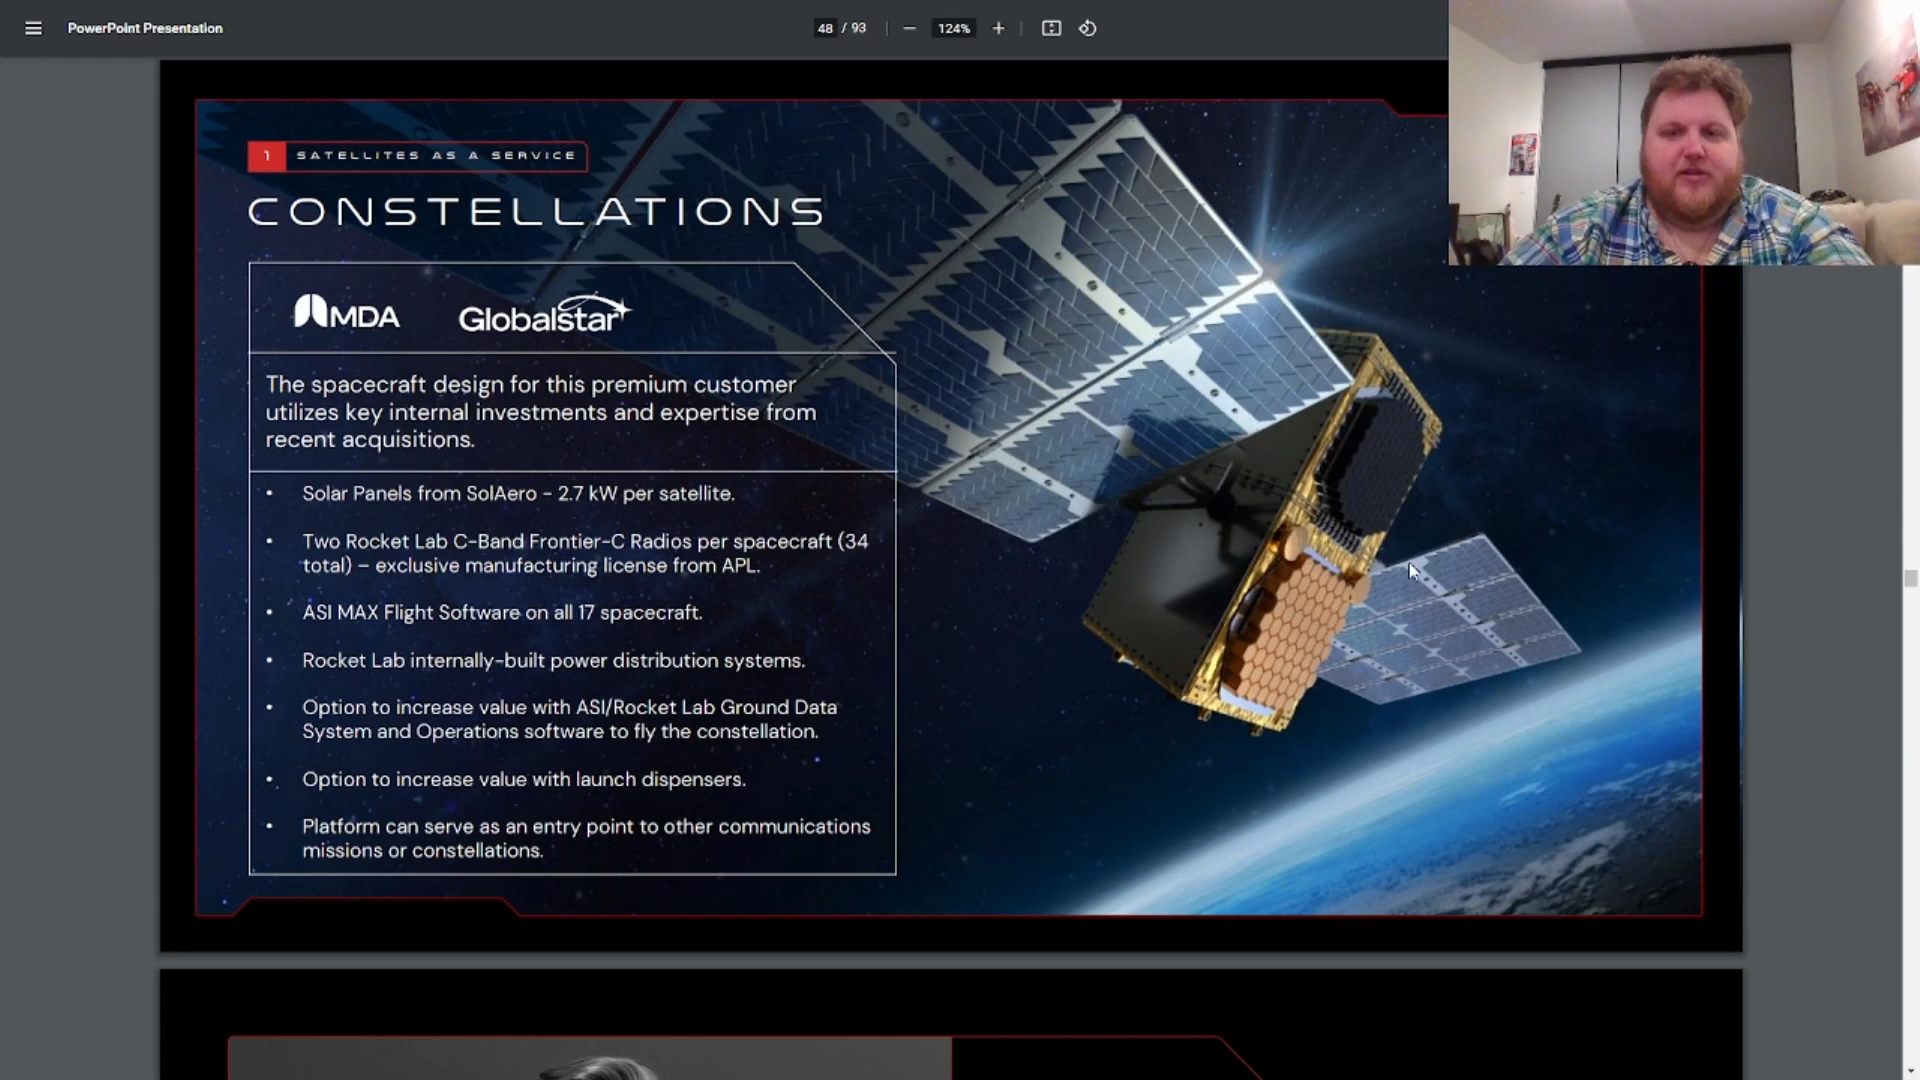 PowerPoint Presentation
48 / 93
124%
1 SATELLITES AS A SERVICE
CONSTELLATIONS
MDA Globalstar
The spacecraft design for this premium customer
utilizes key internal investments and expertise from
recent acquisitions.
• Solar Panels from SolAero – 2.7 kW per satellite.
• Two Rocket Lab C-Band Frontier-C Radios per spacecraft (34
total) – exclusive manufacturing license from APL.
• ASI MAX Flight Software on all 17 spacecraft.
• Rocket Lab internally-built power distribution systems.
• Option to increase value with ASI/Rocket Lab Ground Data
System and Operations software to fly the constellation.
• Option to increase value with launch dispensers.
• Platform can serve as an entry point to other communications
missions or constellations.